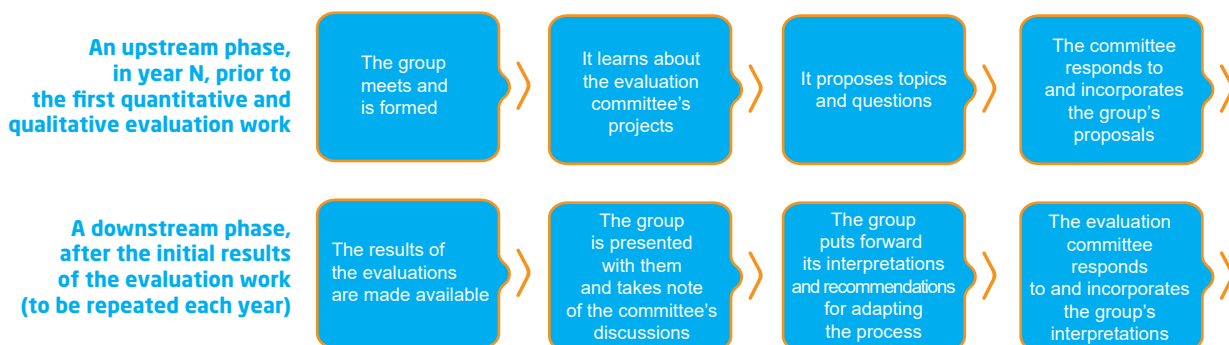 An upstream phase,
in year N, prior to
the first quantitative and
qualitative evaluation work
The group
meets and
is formed
It learns about
the evaluation
committee's
projects
It proposes topics
and questions
The committee
responds to
and incorporates
the group's
proposals
A downstream phase,
after the initial results
of the evaluation work
(to be repeated each year)
The results of
the evaluations
are made available
The group
is presented
with them
and takes note
of the committee's
discussions
The group
puts forward
its interpretations
and recommendations
for adapting
the process
The evaluation
committee
responds
to and incorporates
the group's
interpretations